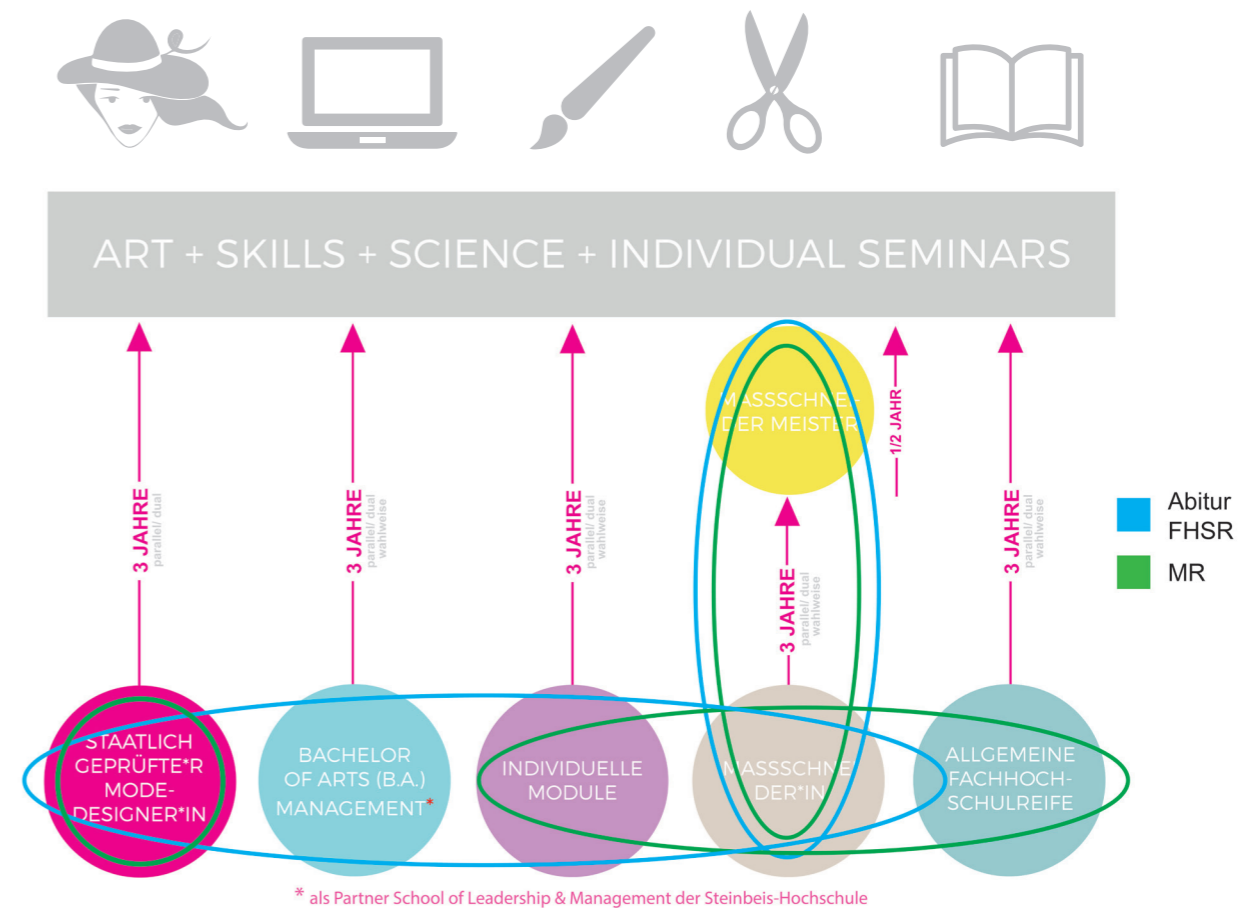 ART + SKILLS + SCIENCE + INDIVIDUAL SEMINARS
MASSSCHNEI-
DER MEISTER
1/2 JAHR
3 JAHRE
parallel/ dual
3 JAHRE
parallel/ dual
wahlweise
3 JAHRE
parallel/ dual
wahlweise
3 JAHRE
parallel/ dual
wahlweise
3 JAHRE
parallel/ dual
wahlweise
Abitur
FHSR
MR
STAATLICH
GEPRÜFTE*R
MODE-
DESIGNER*IN
BACHELOR
OF ARTS (B.A.)
MANAGEMENT*
INDIVIDUELLE
MODULE
MASSSCHNEI
DER*IN
ALLGEMEINE
FACHHOCH-
SCHULREIFE
* als Partner School of Leadership & Management der Steinbeis-Hochschule